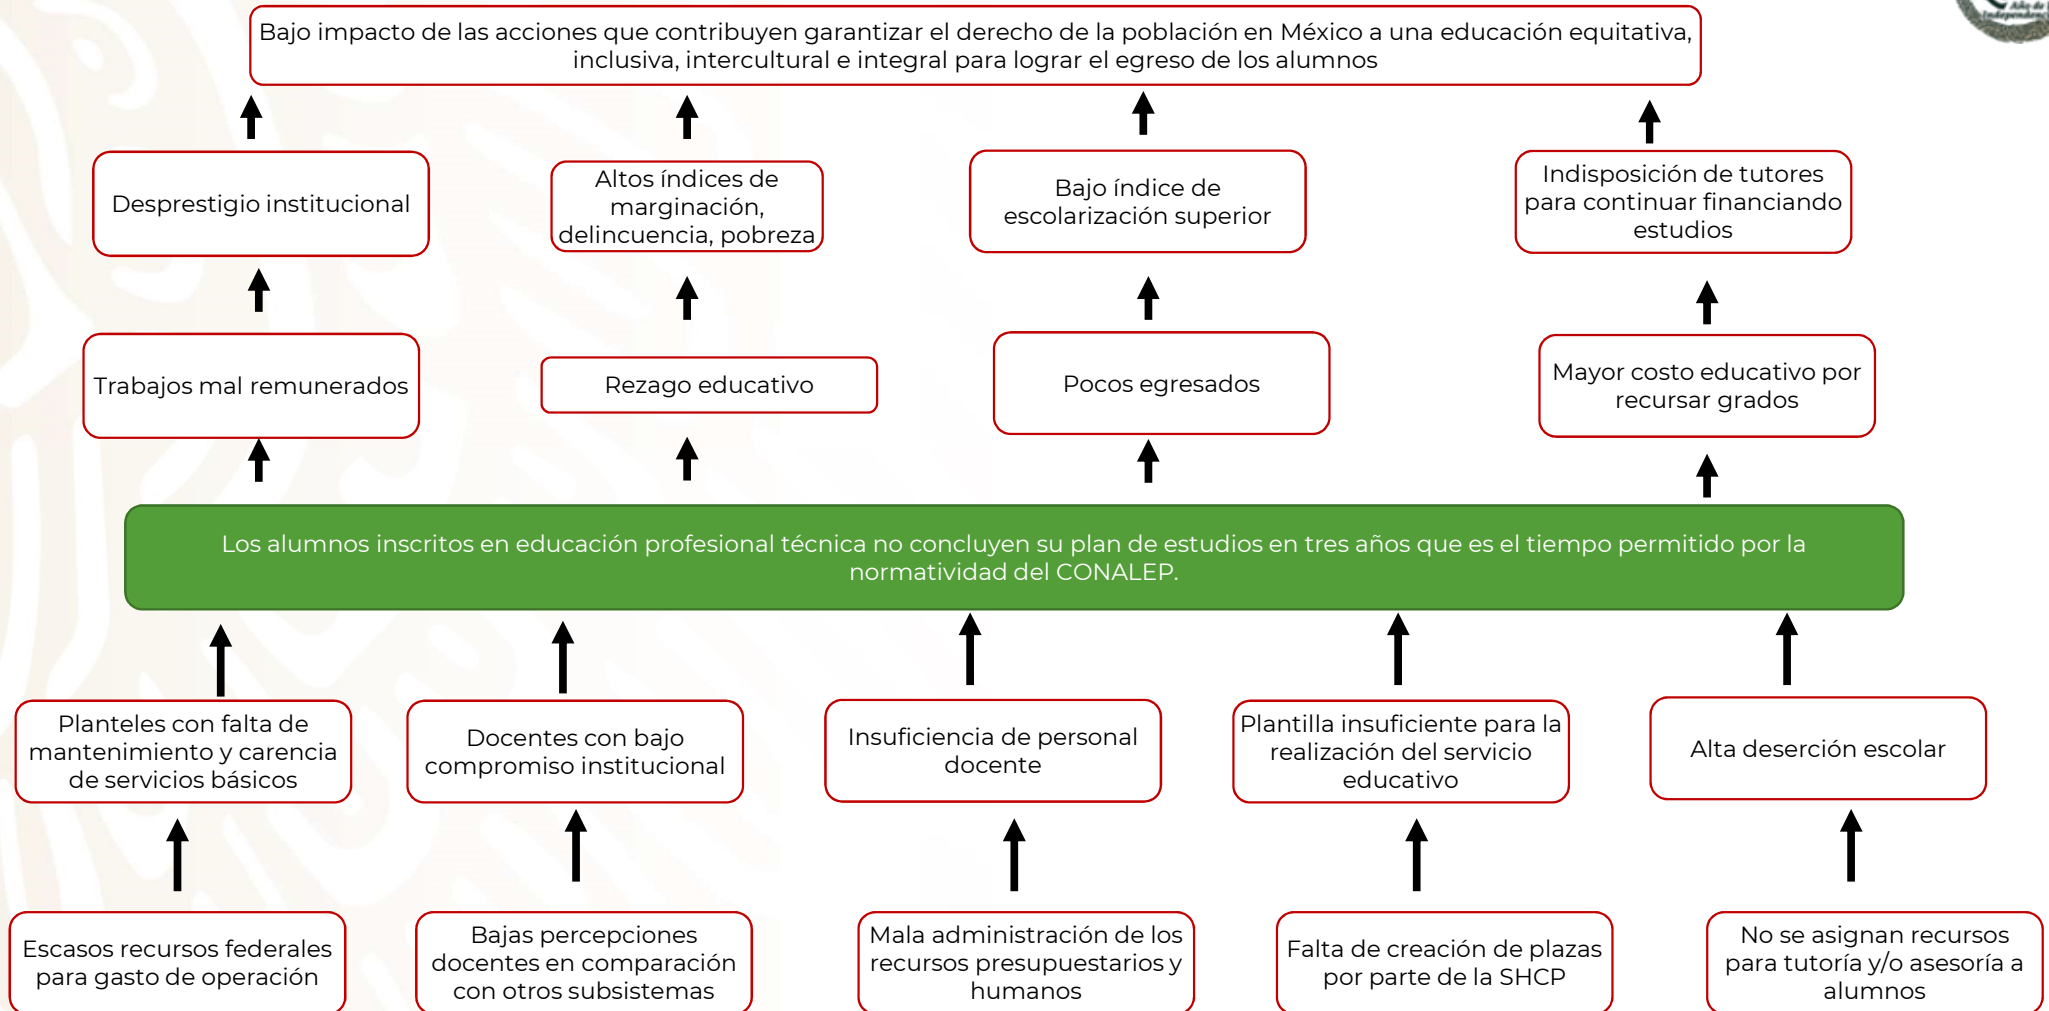 Año de
Independencia
Bajo impacto de las acciones que contribuyen garantizar el derecho de la población en México a una educación equitativa,
inclusiva, intercultural e integral para lograr el egreso de los alumnos
Desprestigio institucional
Altos índices de
marginación,
delincuencia, pobreza
Bajo índice de
escolarización superior
Indisposición de tutores
para continuar financiando
estudios
Trabajos mal remunerados
Rezago educativo
Pocos egresados
Mayor costo educativo por
recursar grados
Los alumnos inscritos en educación profesional técnica no concluyen su plan de estudios en tres años que es el tiempo permitido por la
normatividad del CONALEP.
Planteles con falta de
mantenimiento y carencia
de servicios básicos
Docentes con bajo
compromiso institucional
Insuficiencia de personal
docente
Plantilla insuficiente para la
realización del servicio
educativo
Alta deserción escolar
Escasos recursos federales
para gasto de operación
Bajas percepciones
docentes en comparación
con otros subsistemas
Mala administración de los
recursos presupuestarios y
humanos
Falta de creación de plazas
por parte de la SHCP
No se asignan recursos
para tutoría y/o asesoría a
alumnos